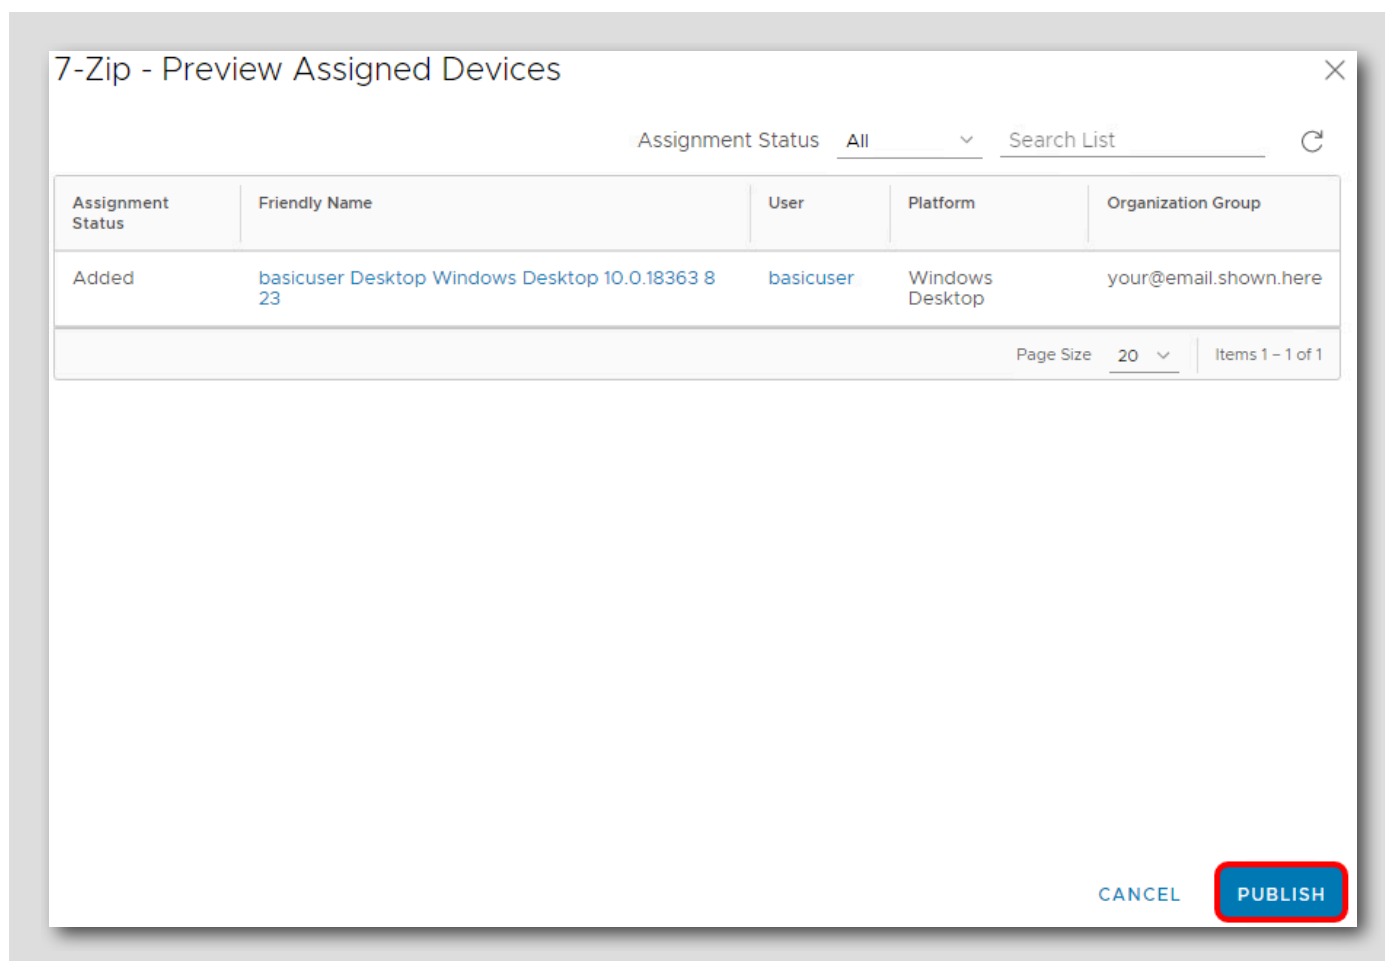 7-Zip - Preview Assigned Devices
Assignment Status All Search List
Assignment Status Friendly Name User Platform Organization Group
Added basicuser Desktop Windows Desktop 10.0.18363 8 23 basicuser Windows Desktop your@email.shown.here
Page Size 20 Items 1 – 1 of 1
CANCEL PUBLISH